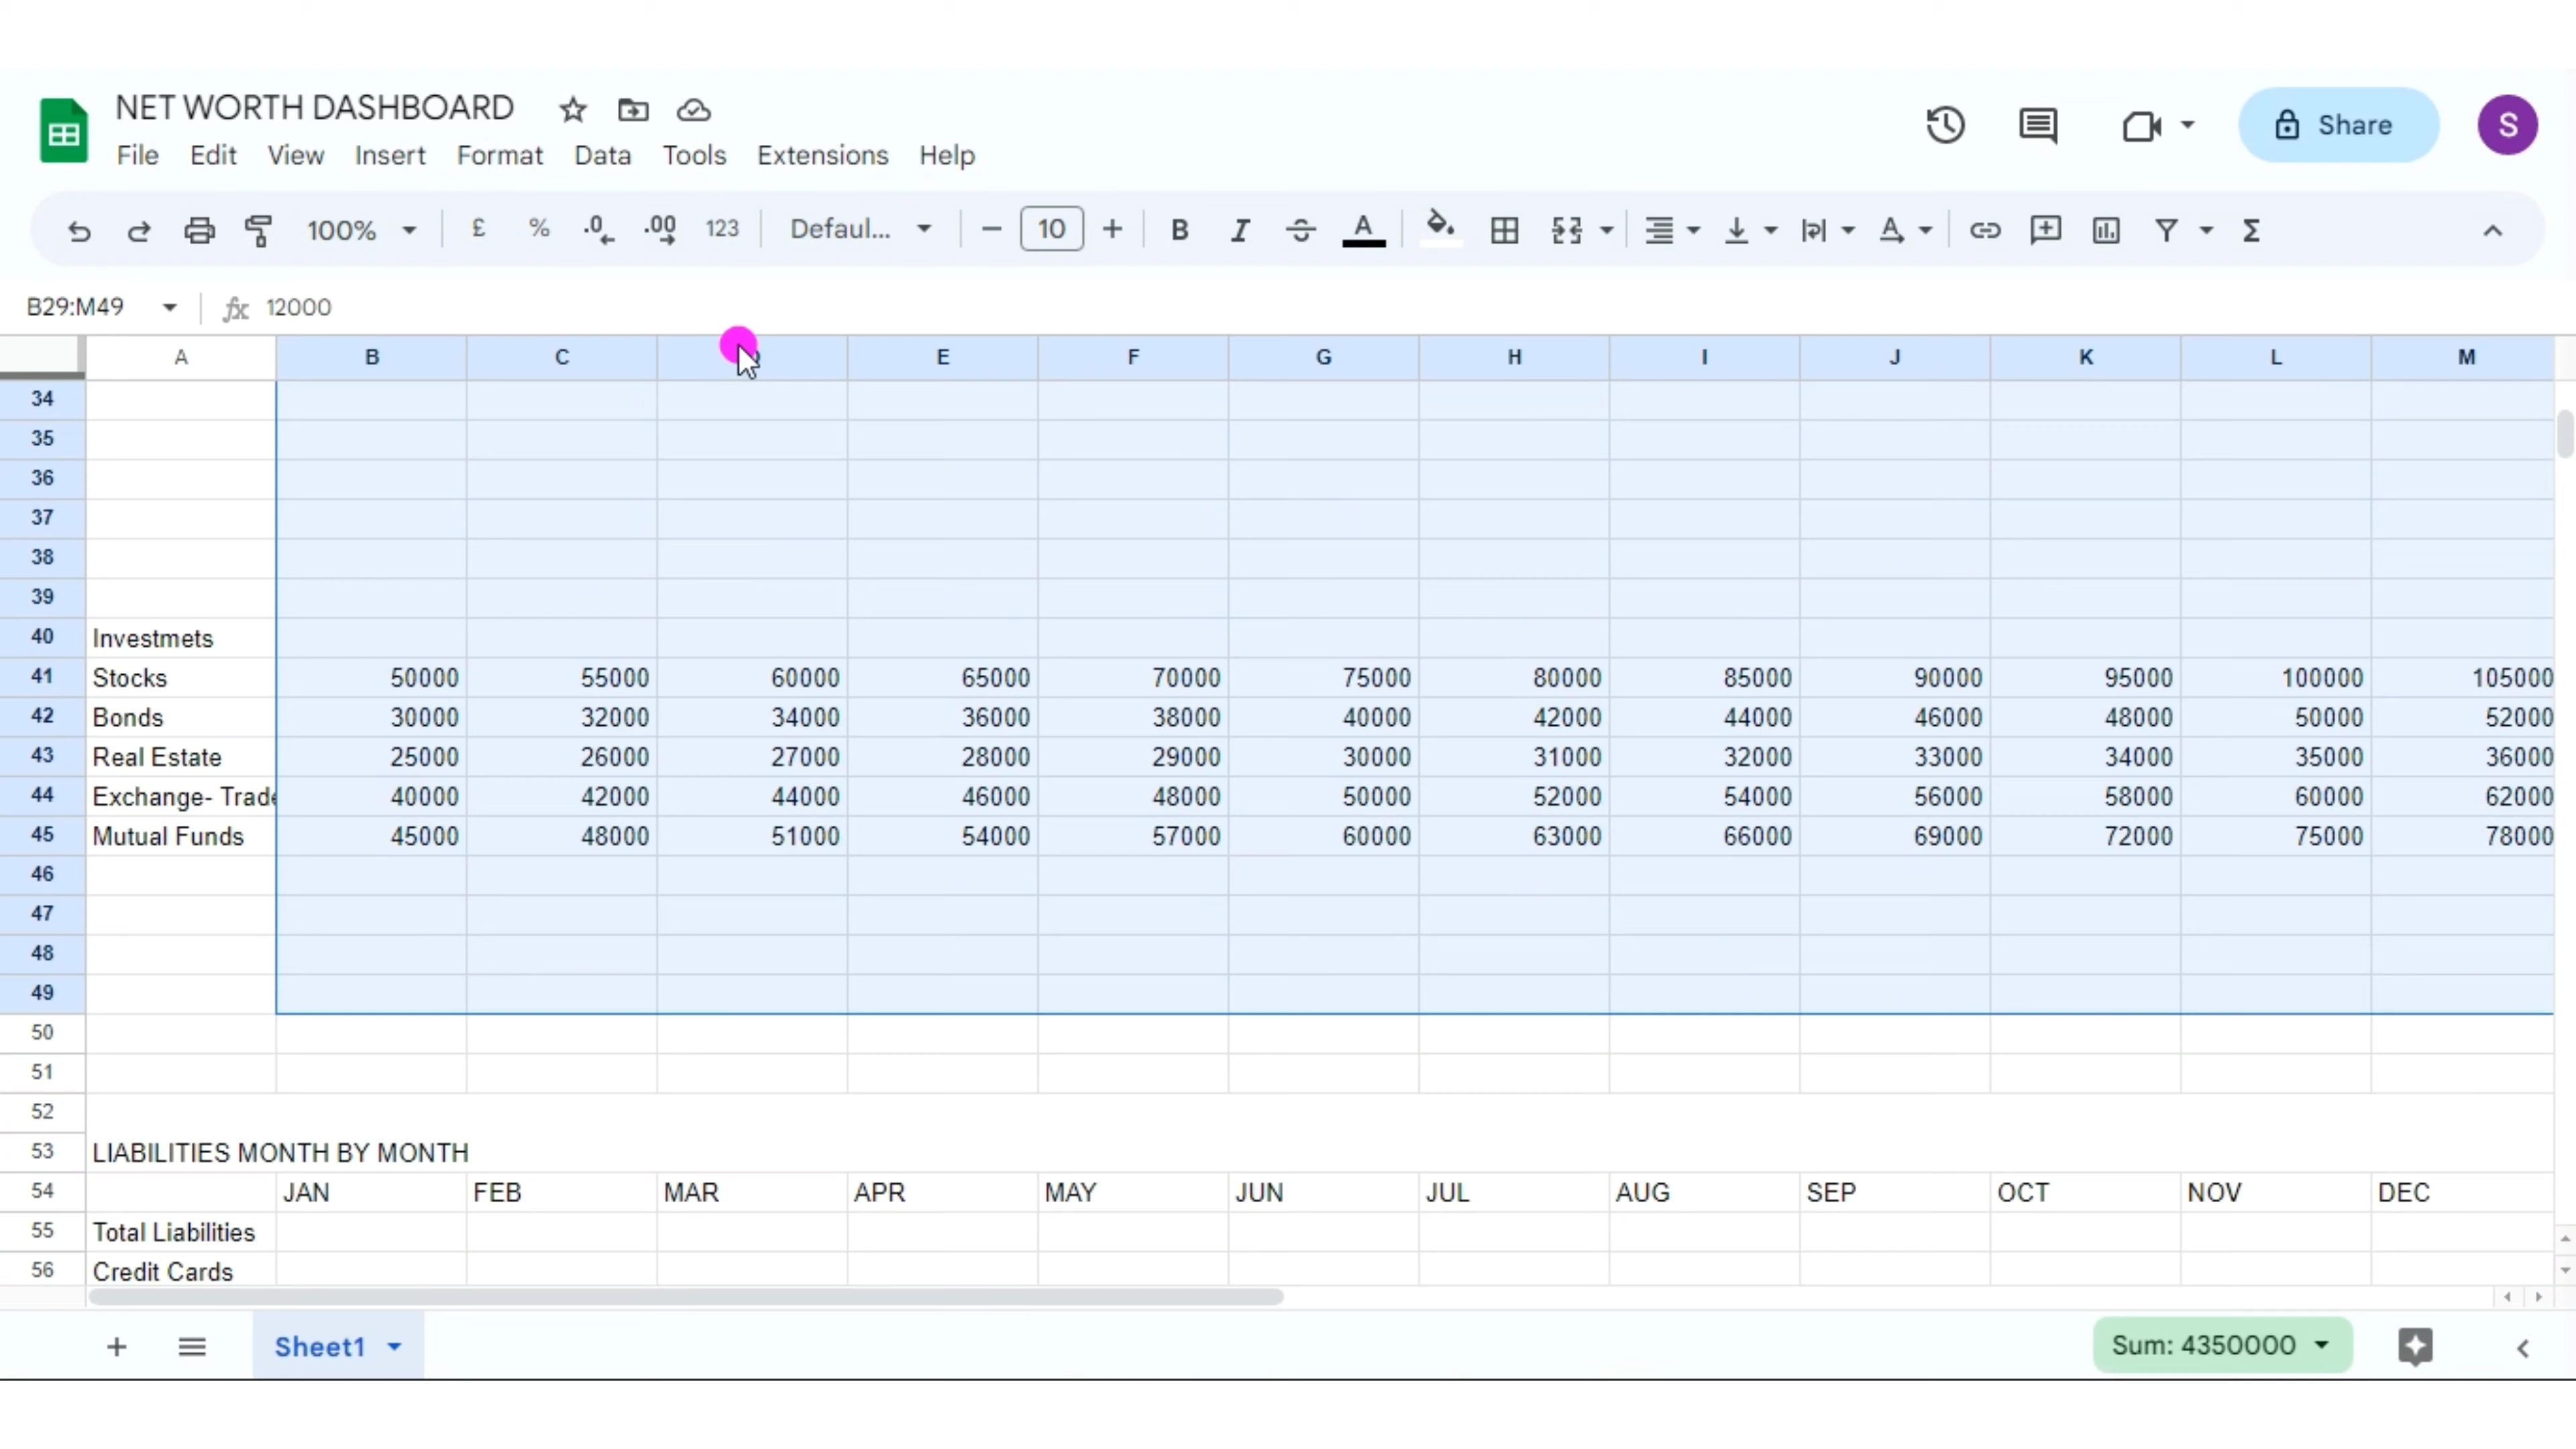 NET WORTH DASHBOARD
File Edit View Insert Format Data Tools Extensions Help
Share
S
100% £ % .0 .00 123 Defaul... 10 B I A A Σ
B29:M49 fx 12000
A B C E F G H I J K L M
34
35
36
37
38
39
40 Investmets
41 Stocks 50000 55000 60000 65000 70000 75000 80000 85000 90000 95000 100000 105000
42 Bonds 30000 32000 34000 36000 38000 40000 42000 44000 46000 48000 50000 52000
43 Real Estate 25000 26000 27000 28000 29000 30000 31000 32000 33000 34000 35000 36000
44 Exchange- Trade 40000 42000 44000 46000 48000 50000 52000 54000 56000 58000 60000 62000
45 Mutual Funds 45000 48000 51000 54000 57000 60000 63000 66000 69000 72000 75000 78000
46
47
48
49
50
51
52
53 LIABILITIES MONTH BY MONTH
54 JAN FEB MAR APR MAY JUN JUL AUG SEP OCT NOV DEC
55 Total Liabilities
56 Credit Cards
Sheet1 Sum: 4350000